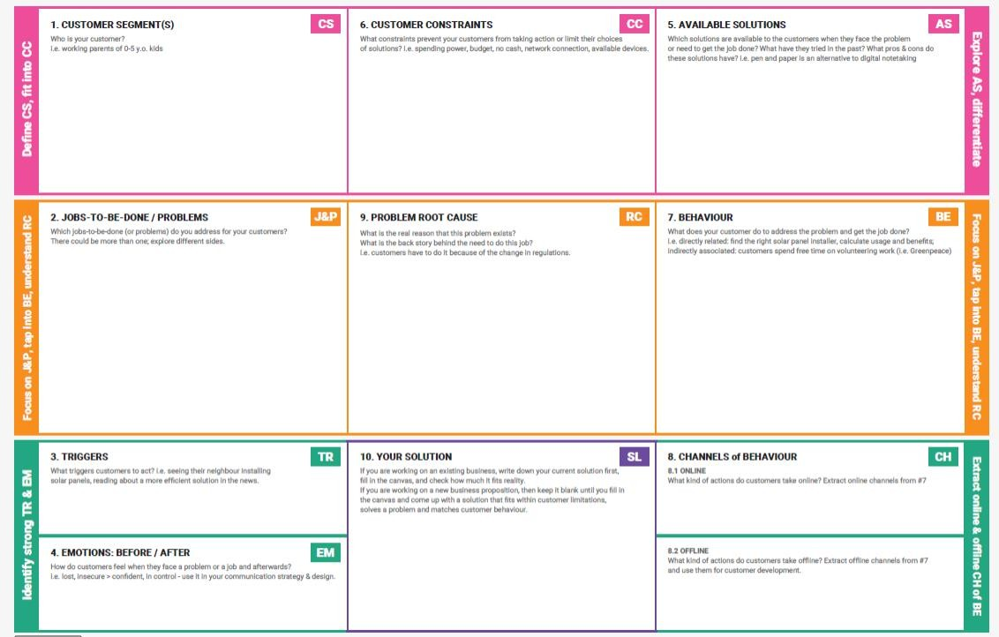 Define CS, fit into CC
1. CUSTOMER SEGMENT(S)
CS
Who is your customer?
i.e. working parents of 0-5 y.o. kids
6. CUSTOMER CONSTRAINTS
CC
What constraints prevent your customers from taking action or limit their choices
of solutions? i.e. spending power, budget, no cash, network connection, available devices.
5. AVAILABLE SOLUTIONS
AS
Which solutions are available to the customers when they face the problem
or need to get the job done? What have they tried in the past? What pros & cons do
these solutions have? i.e. pen and paper is an alternative to digital notetaking
Explore AS, differentiate
Focus on J&P, tap into BE, understand RC
2. JOBS-TO-BE-DONE / PROBLEMS
J&P
Which jobs-to-be-done (or problems) do you address for your customers?
There could be more than one; explore different sides.
9. PROBLEM ROOT CAUSE
RC
What is the real reason that this problem exists?
What is the back story behind the need to do this job?
i.e. customers have to do it because of the change in regulations.
7. BEHAVIOUR
BE
What does your customer do to address the problem and get the job done?
i.e. directly related: find the right solar panel installer, calculate usage and benefits;
indirectly associated: customers spend free time on volunteering work (i.e. Greenpeace)
Focus on J&P, tap into BE, understand RC
Identify strong TR & EM
3. TRIGGERS
TR
What triggers customers to act? i.e. seeing their neighbour installing
solar panels, reading about a more efficient solution in the news.
4. EMOTIONS: BEFORE / AFTER
EM
How do customers feel when they face a problem or a job and afterwards?
i.e. lost, insecure > confident, in control - use it in your communication strategy & design.
10. YOUR SOLUTION
SL
If you are working on an existing business, write down your current solution first,
fill in the canvas, and check how much it fits reality.
If you are working on a new business proposition, then keep it blank until you fill in
the canvas and come up with a solution that fits within customer limitations,
solves a problem and matches customer behaviour.
8. CHANNELS of BEHAVIOUR
CH
8.1 ONLINE
What kind of actions do customers take online? Extract online channels from #7
8.2 OFFLINE
What kind of actions do customers take offline? Extract offline channels from #7
and use them for customer development.
Extract online & offline CH of BE